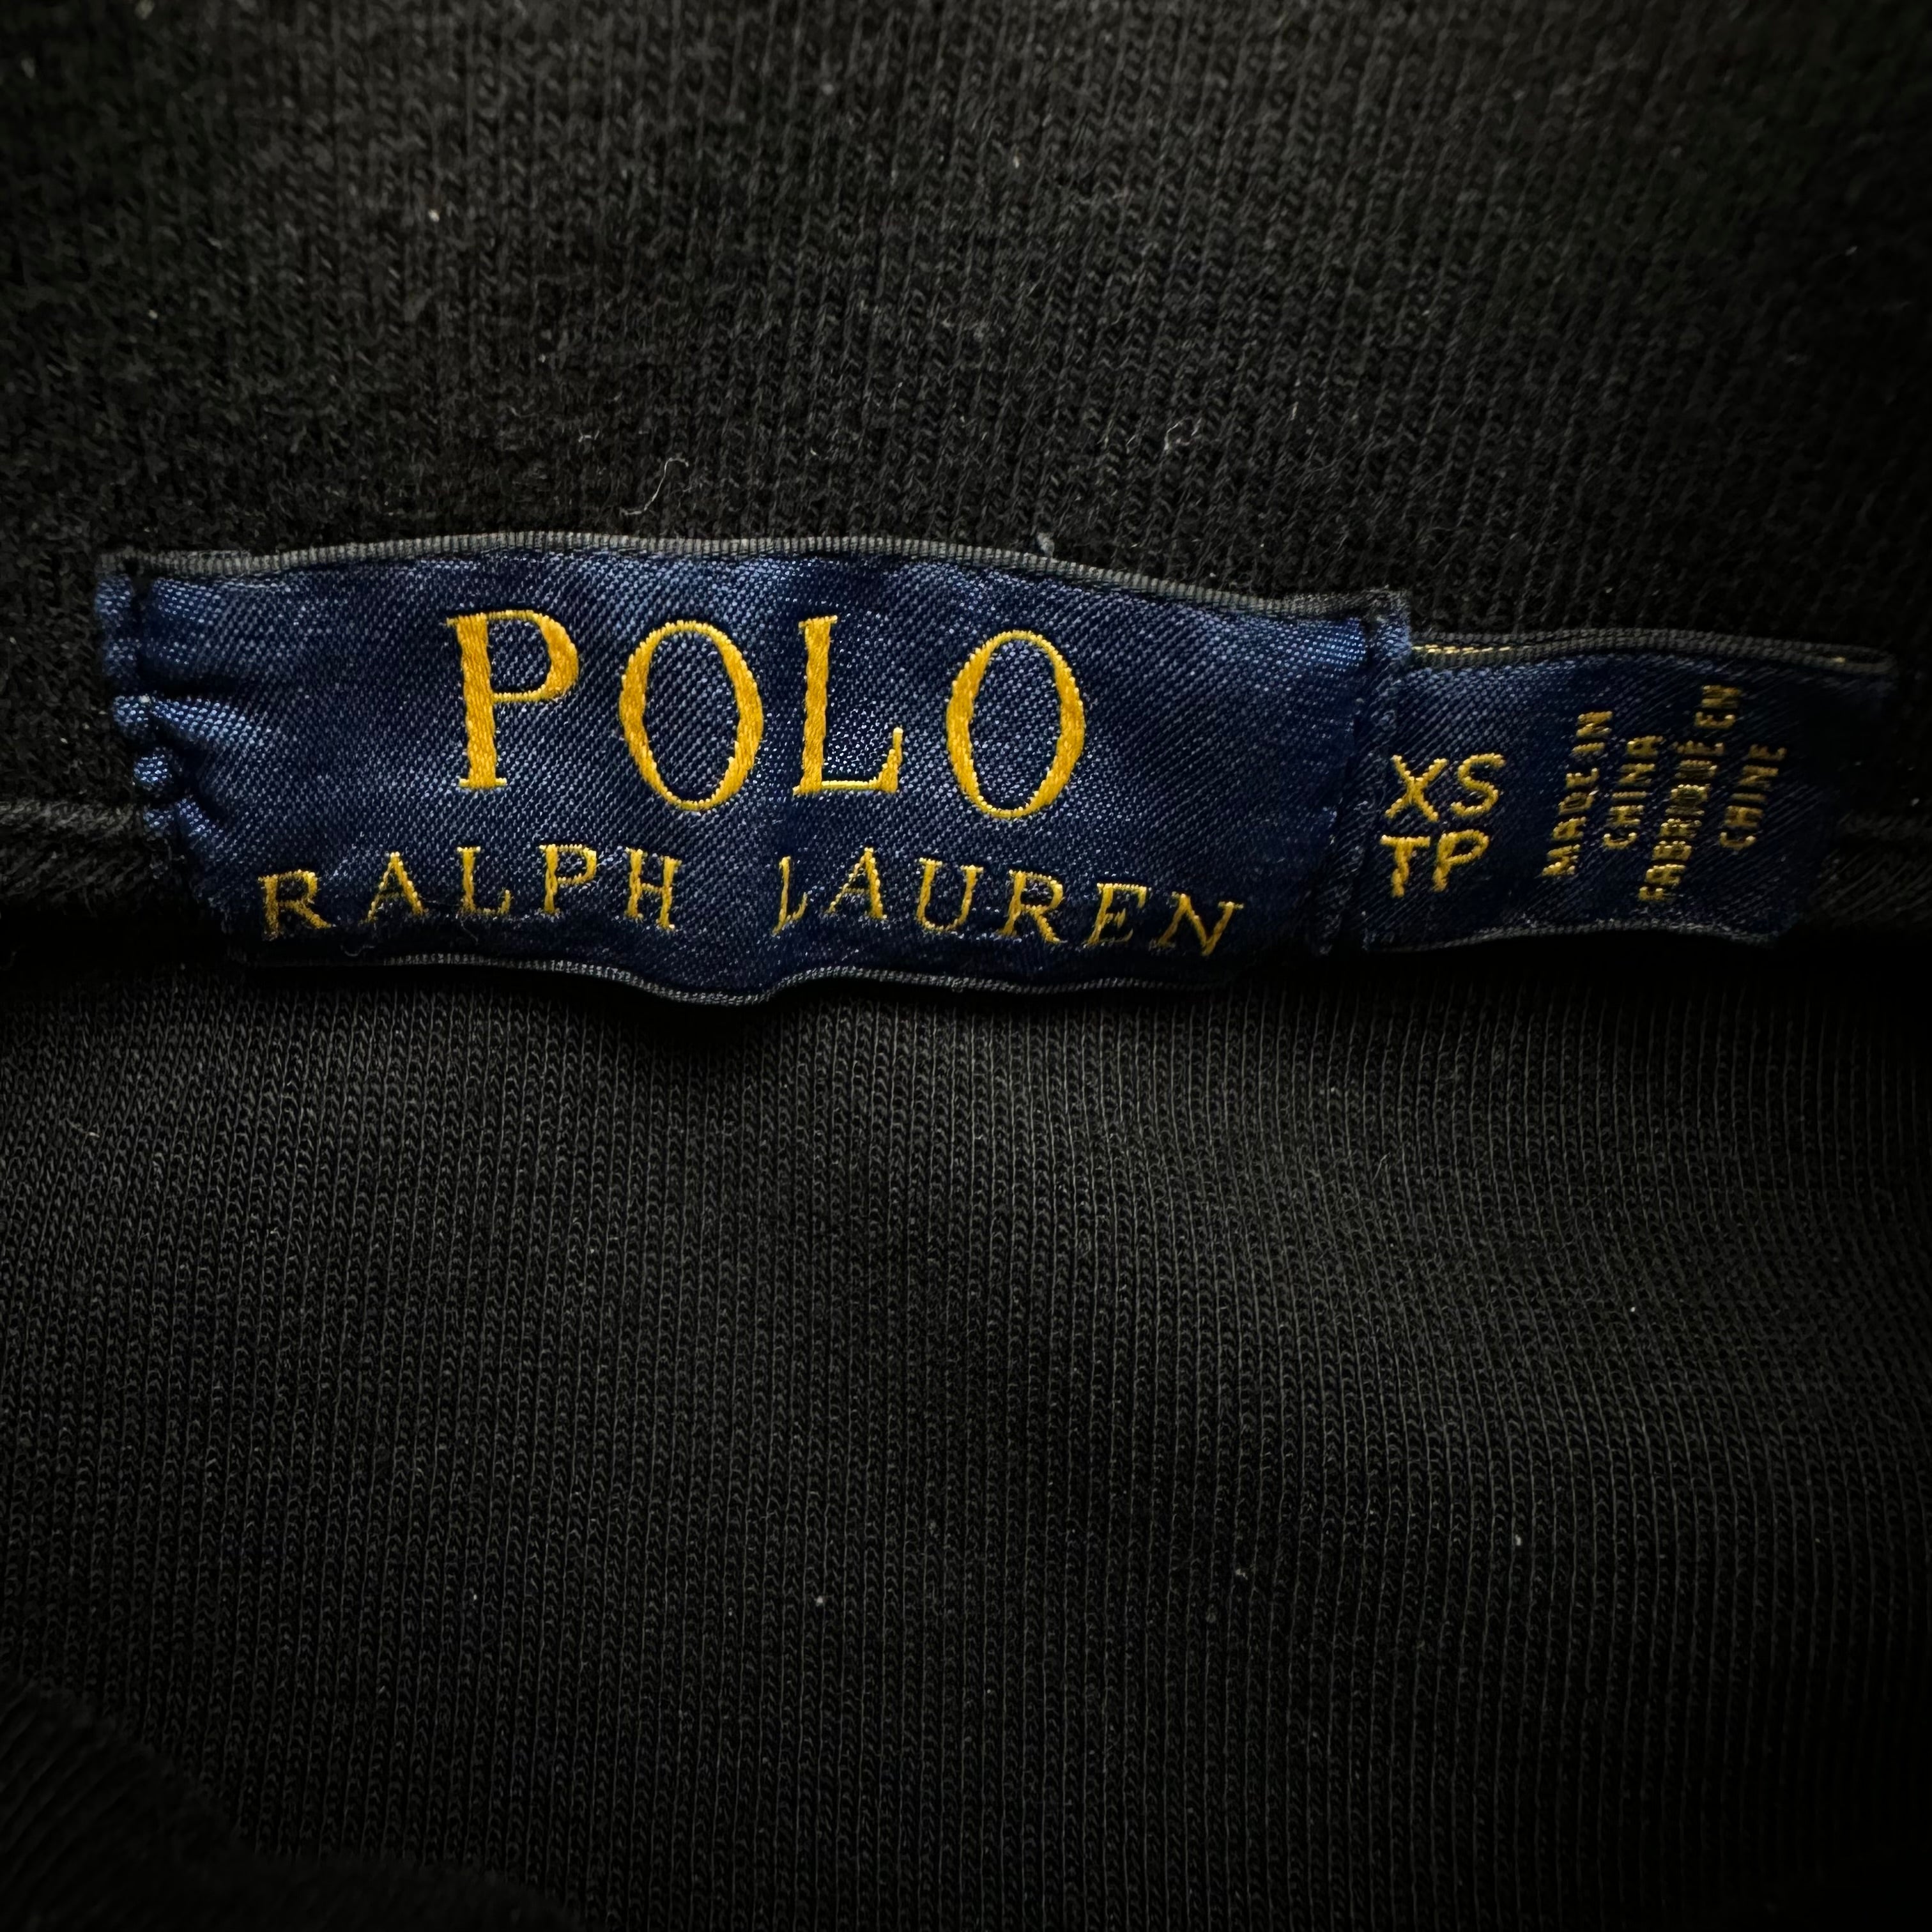 POLO
RALPH LAUREN
XS
TP
MADE IN
CHINA
FABRIQUÉ EN
CHINE